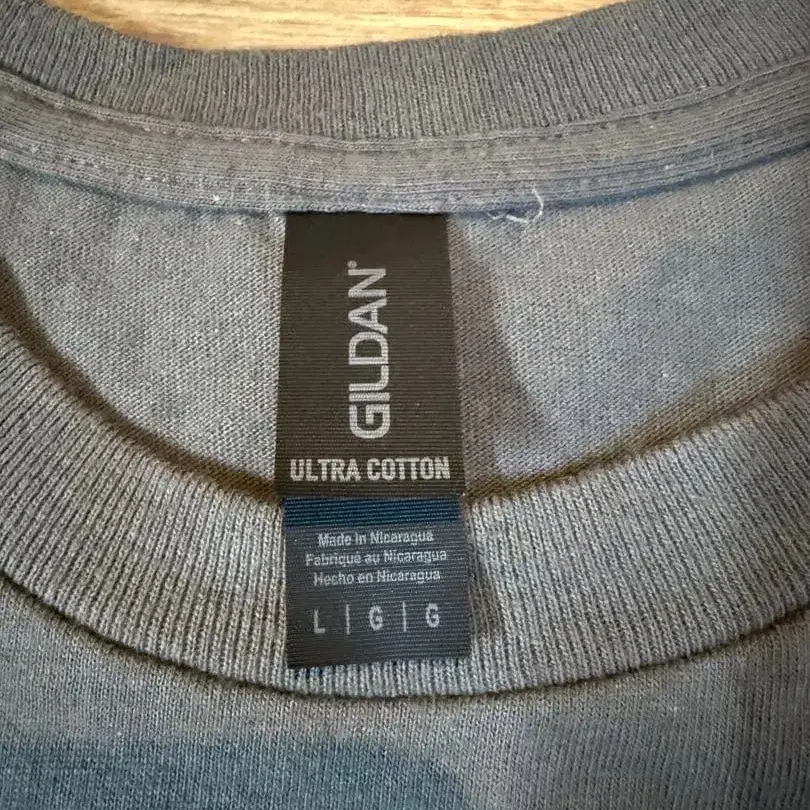 GILDAN®
ULTRA COTTON
Made in Nicaragua
Fabriqué au Nicaragua
Hecho en Nicaragua
L | G | G